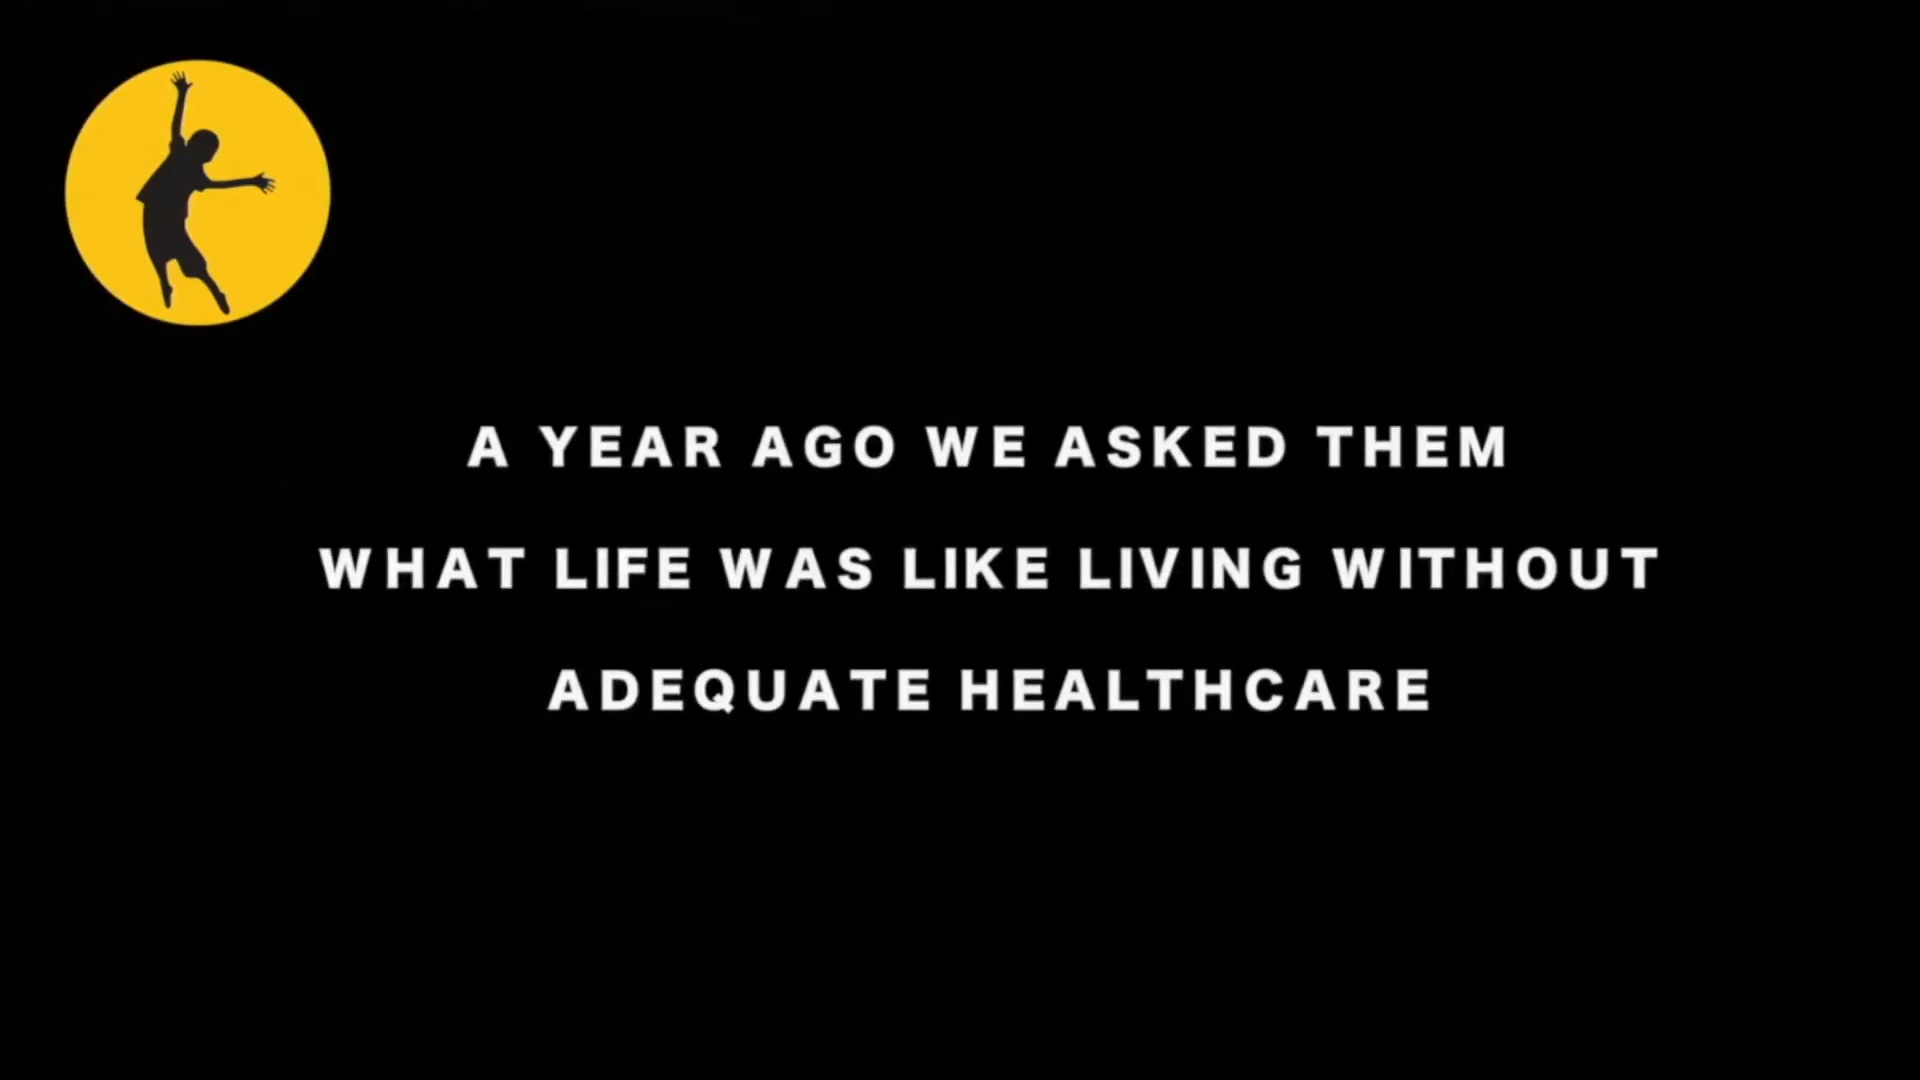 A YEAR AGO WE ASKED THEM
WHAT LIFE WAS LIKE LIVING WITHOUT
ADEQUATE HEALTHCARE